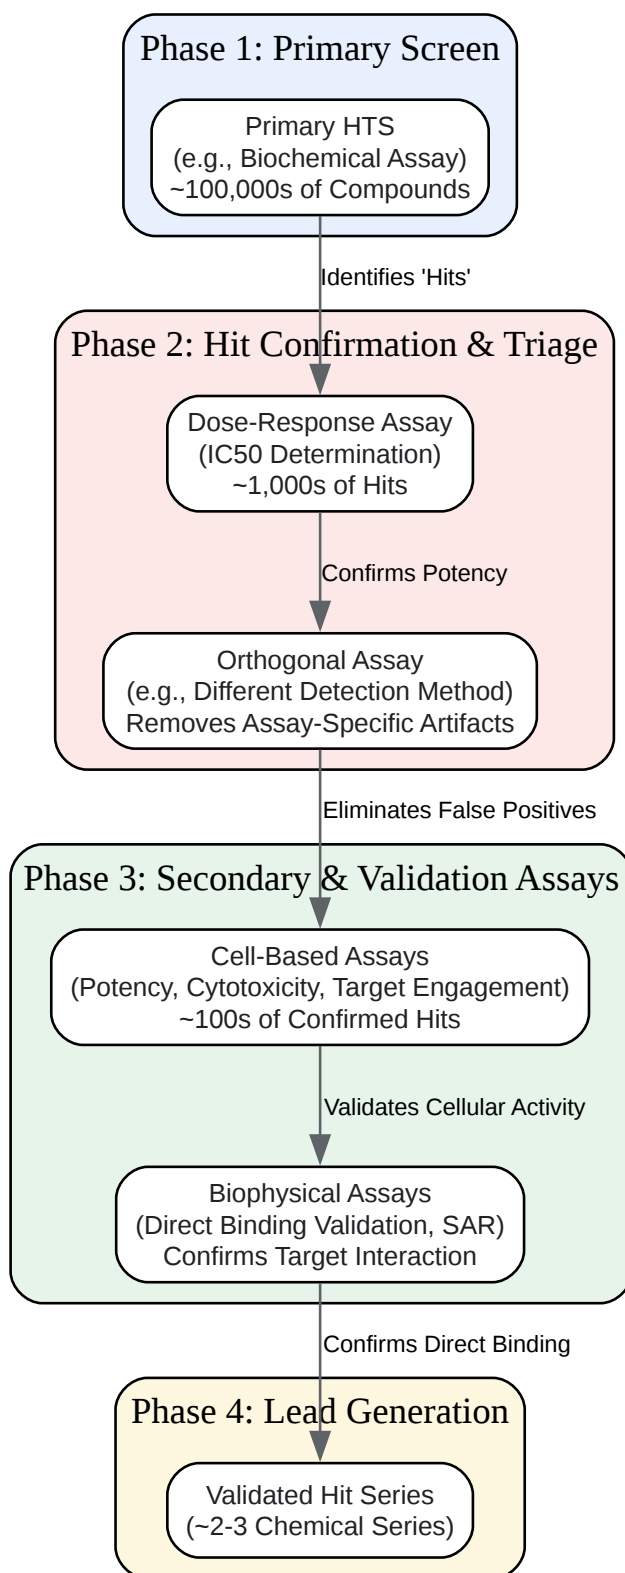 Phase 1: Primary Screen
Primary HTS
(e.g., Biochemical Assay)
~100,000s of Compounds
Identifies 'Hits'
Phase 2: Hit Confirmation & Triage
Dose-Response Assay
(IC50 Determination)
~1,000s of Hits
Confirms Potency
Orthogonal Assay
(e.g., Different Detection Method)
Removes Assay-Specific Artifacts
Eliminates False Positives
Phase 3: Secondary & Validation Assays
Cell-Based Assays
(Potency, Cytotoxicity, Target Engagement)
~100s of Confirmed Hits
Validates Cellular Activity
Biophysical Assays
(Direct Binding Validation, SAR)
Confirms Target Interaction
Confirms Direct Binding
Phase 4: Lead Generation
Validated Hit Series
(~2-3 Chemical Series)